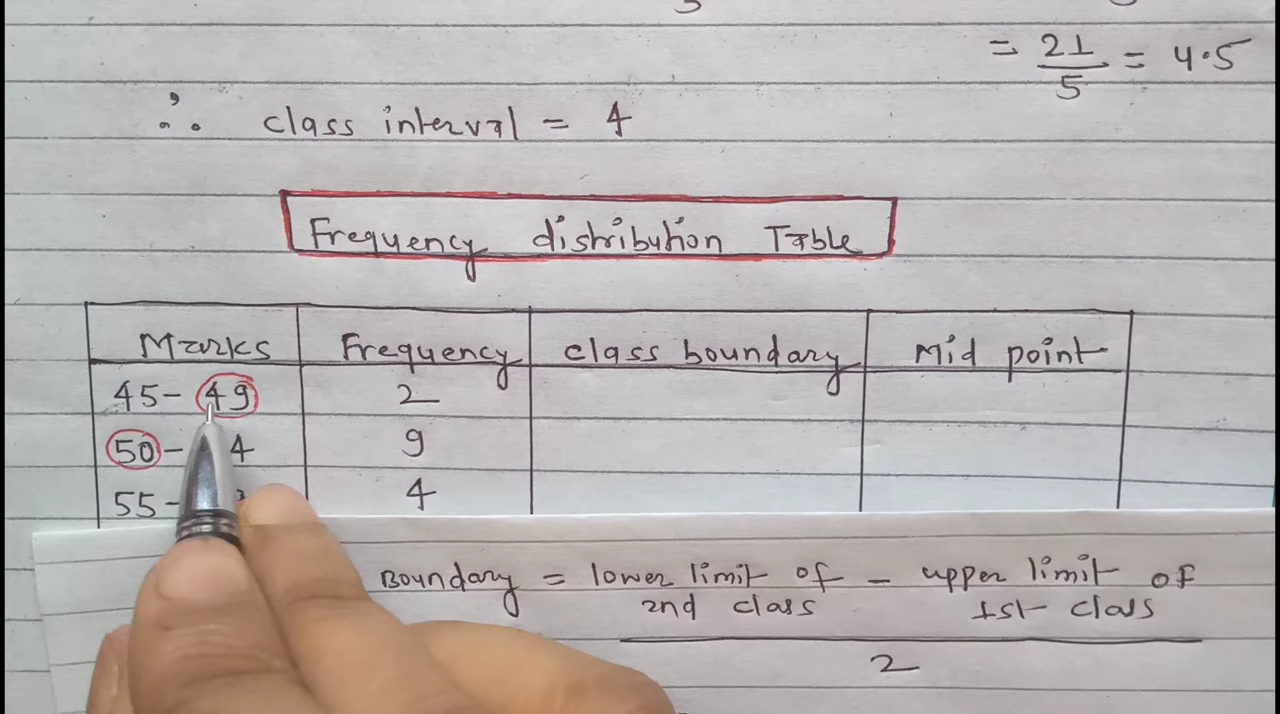 = 21/5 = 4.5
∴ class interval = 4
Frequency distribution Table
Marks Frequency class boundary Mid point
45- 49 2
50- 4 9
55- 4
Boundary = lower limit of 2nd class - upper limit of 1st class
2